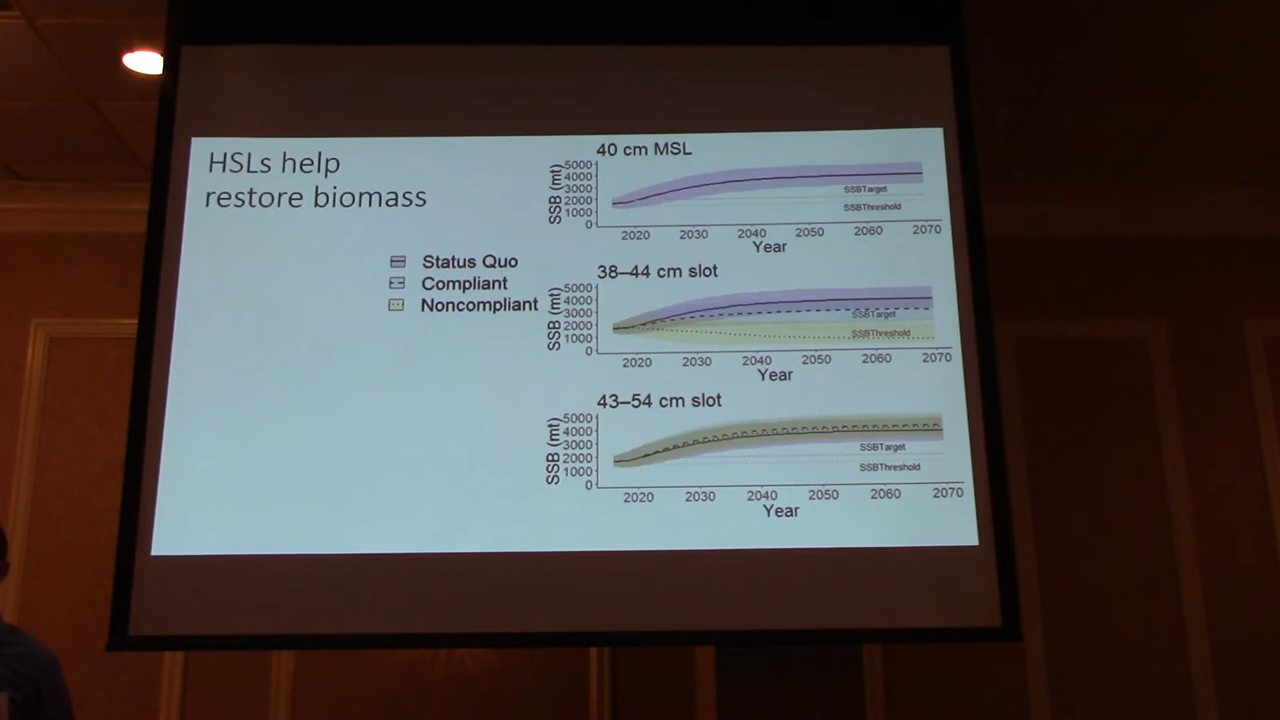 HSLs help
restore biomass
Status Quo
Compliant
Noncompliant
40 cm MSL
SSB (mt)
5000
4000
3000
2000
1000
0
SSBTarget
SSBThreshold
2020 2030 2040 2050 2060 2070
Year
38–44 cm slot
SSB (mt)
5000
4000
3000
2000
1000
0
SSBTarget
SSBThreshold
2020 2030 2040 2050 2060 2070
Year
43–54 cm slot
SSB (mt)
5000
4000
3000
2000
1000
0
SSBTarget
SSBThreshold
2020 2030 2040 2050 2060 2070
Year